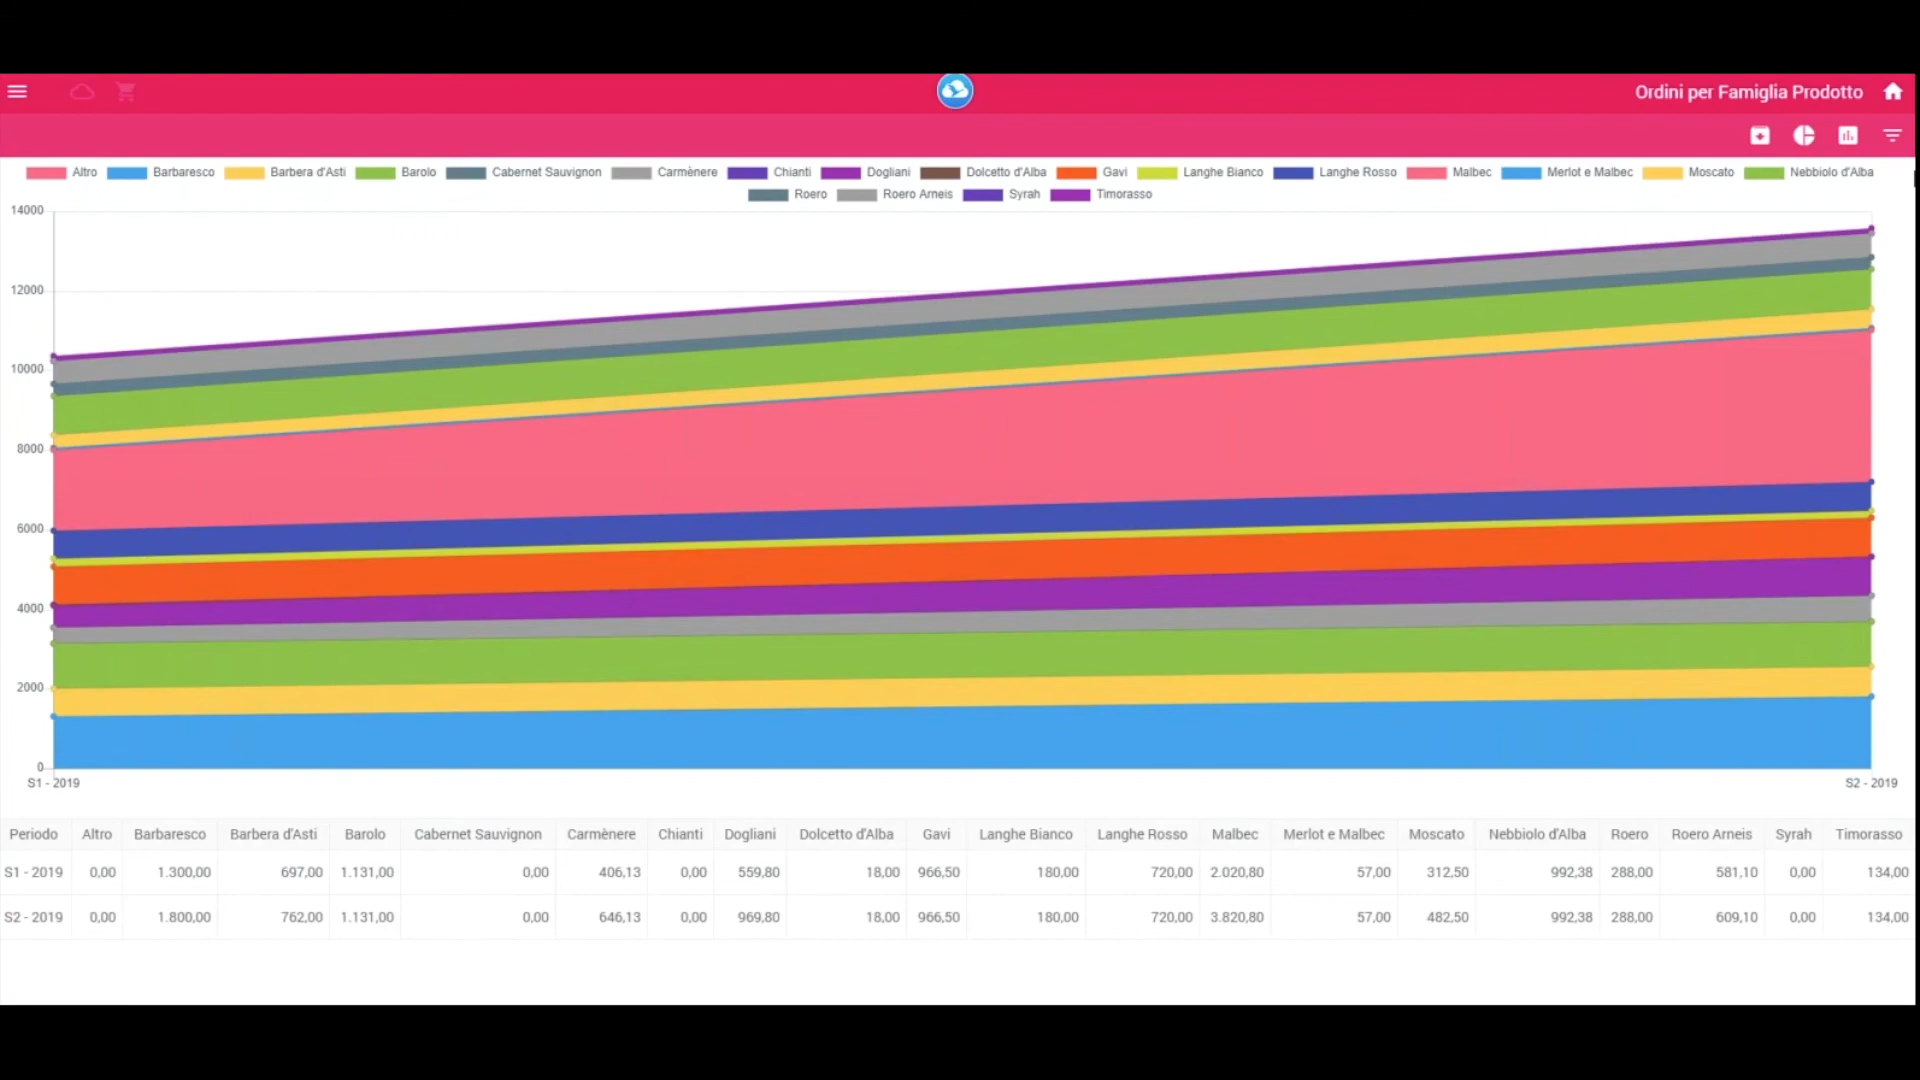 Ordini per Famiglia Prodotto
Altro Barbaresco Barbera d'Asti Barolo Cabernet Sauvignon Carmènere Chianti Dogliani Dolcetto d'Alba Gavi Langhe Bianco Langhe Rosso Malbec Merlot e Malbec Moscato Nebbiolo d'Alba
Roero Roero Arneis Syrah Timorasso
14000
12000
10000
8000
6000
4000
2000
0
S1 - 2019 S2 - 2019
Periodo Altro Barbaresco Barbera d'Asti Barolo Cabernet Sauvignon Carmènere Chianti Dogliani Dolcetto d'Alba Gavi Langhe Bianco Langhe Rosso Malbec Merlot e Malbec Moscato Nebbiolo d'Alba Roero Roero Arneis Syrah Timorasso
S1 - 2019 0,00 1.300,00 697,00 1.131,00 0,00 406,13 0,00 559,80 18,00 966,50 180,00 720,00 2.020,80 57,00 312,50 992,38 288,00 581,10 0,00 134,00
S2 - 2019 0,00 1.800,00 762,00 1.131,00 0,00 646,13 0,00 969,80 18,00 966,50 180,00 720,00 3.820,80 57,00 482,50 992,38 288,00 609,10 0,00 134,00